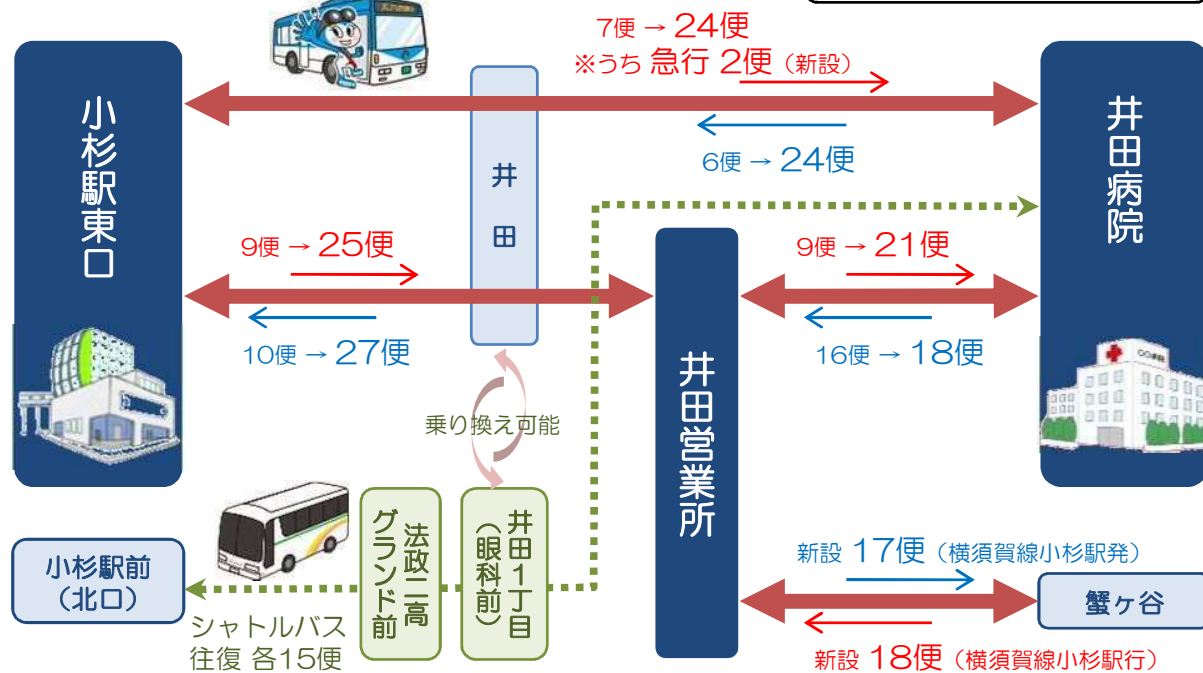 7便 → 24便
※うち 急行 2便（新設）
小杉駅東口
井田
井田病院
6便 → 24便
9便 → 25便
10便 → 27便
9便 → 21便
16便 → 18便
井田営業所
乗り換え可能
法政二高
グランド前
井田1丁目
（眼科前）
小杉駅前
（北口）
シャトルバス
往復 各15便
新設 17便（横須賀線小杉駅発）
蟹ヶ谷
新設 18便（横須賀線小杉駅行）